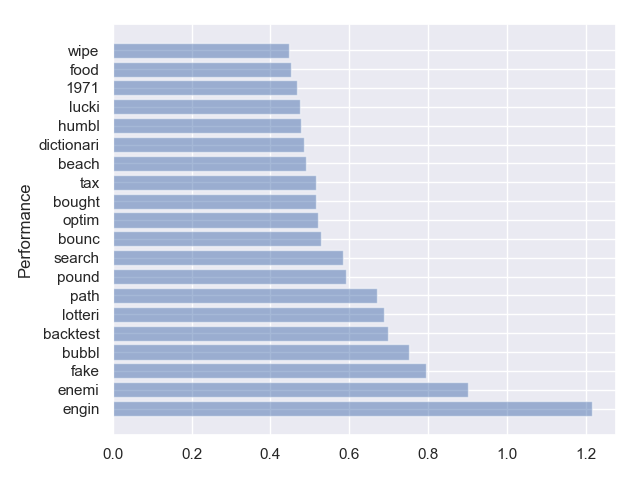 wipe
food
1971
lucki
humbl
dictionari
beach
tax
bought
optim
bounc
search
pound
path
lotteri
backtest
bubbl
fake
enemi
engin
Performance
0.0 0.2 0.4 0.6 0.8 1.0 1.2